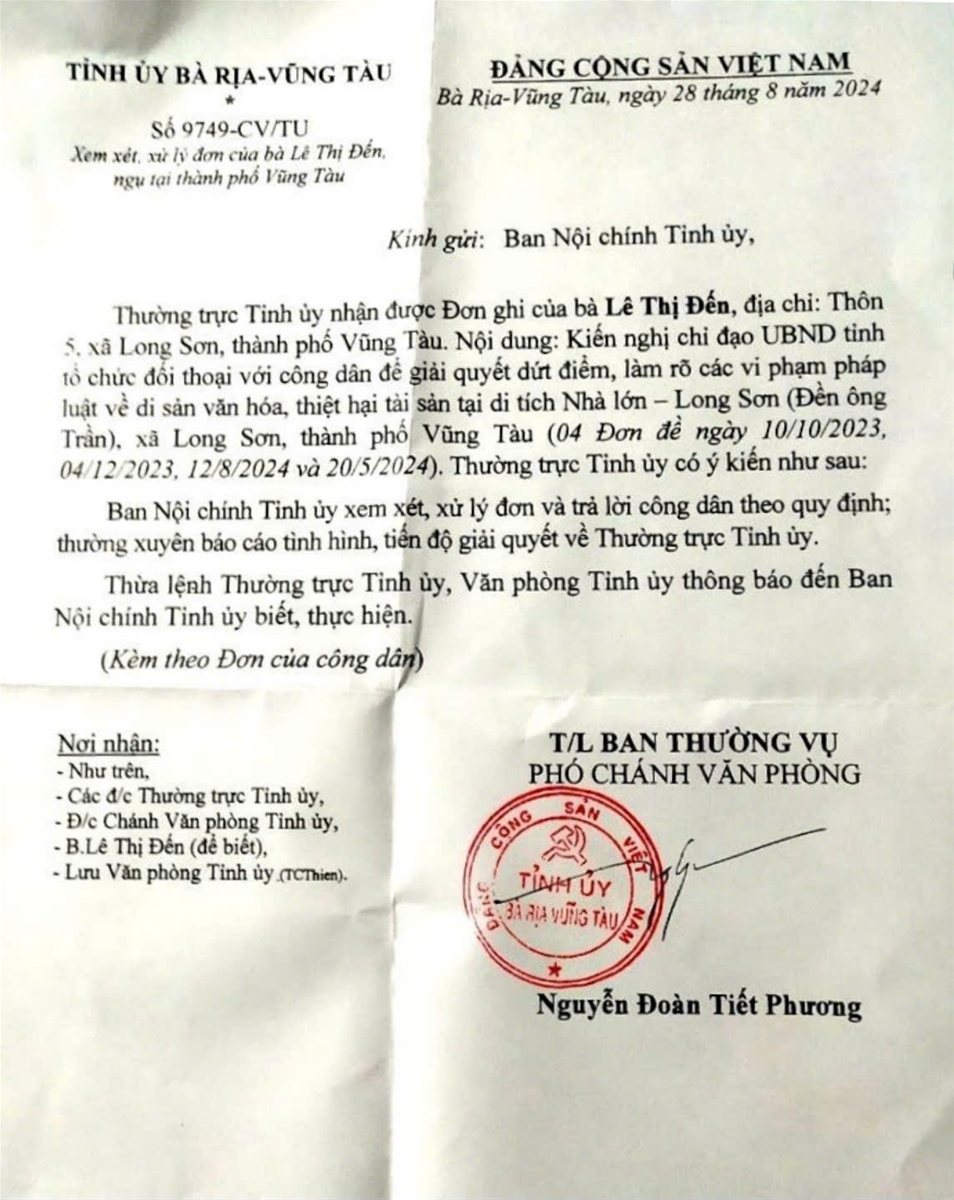 TỈNH ỦY BÀ RỊA-VŨNG TÀU
*
Số 9749-CV/TU
Xem xét, xử lý đơn của bà Lê Thị Đến,
ngụ tại thành phố Vũng Tàu
ĐẢNG CỘNG SẢN VIỆT NAM
Bà Rịa-Vũng Tàu, ngày 28 tháng 8 năm 2024
Kính gửi: Ban Nội chính Tỉnh ủy,
Thường trực Tỉnh ủy nhận được Đơn ghi của bà Lê Thị Đến, địa chỉ: Thôn
5, xã Long Sơn, thành phố Vũng Tàu. Nội dung: Kiến nghị chỉ đạo UBND tỉnh
tổ chức đối thoại với công dân để giải quyết dứt điểm, làm rõ các vi phạm pháp
luật về di sản văn hóa, thiệt hại tài sản tại di tích Nhà lớn – Long Sơn (Đền ông
Trần), xã Long Sơn, thành phố Vũng Tàu (04 Đơn đề ngày 10/10/2023,
04/12/2023, 12/8/2024 và 20/5/2024). Thường trực Tỉnh ủy có ý kiến như sau:
Ban Nội chính Tỉnh ủy xem xét, xử lý đơn và trả lời công dân theo quy định;
thường xuyên báo cáo tình hình, tiến độ giải quyết về Thường trực Tỉnh ủy.
Thừa lệnh Thường trực Tỉnh ủy, Văn phòng Tỉnh ủy thông báo đến Ban
Nội chính Tỉnh ủy biết, thực hiện.
(Kèm theo Đơn của công dân)
Nơi nhận:
- Như trên,
- Các đ/c Thường trực Tỉnh ủy,
- Đ/c Chánh Văn phòng Tỉnh ủy,
- B.Lê Thị Đến (để biết),
- Lưu Văn phòng Tỉnh ủy.(TCThien).
T/L BAN THƯỜNG VỤ
PHÓ CHÁNH VĂN PHÒNG
ĐẢNG CỘNG SẢN VIỆT NAM
TỈNH ỦY
BÀ RỊA VŨNG TÀU
Nguyễn Đoàn Tiết Phương